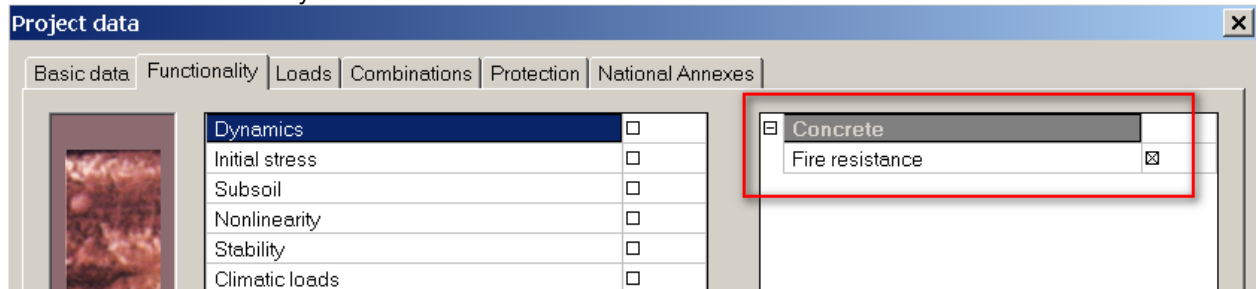 Project data
Basic data Functionality Loads Combinations Protection National Annexes
Dynamics
Initial stress
Subsoil
Nonlinearity
Stability
Climatic loads
Concrete
Fire resistance